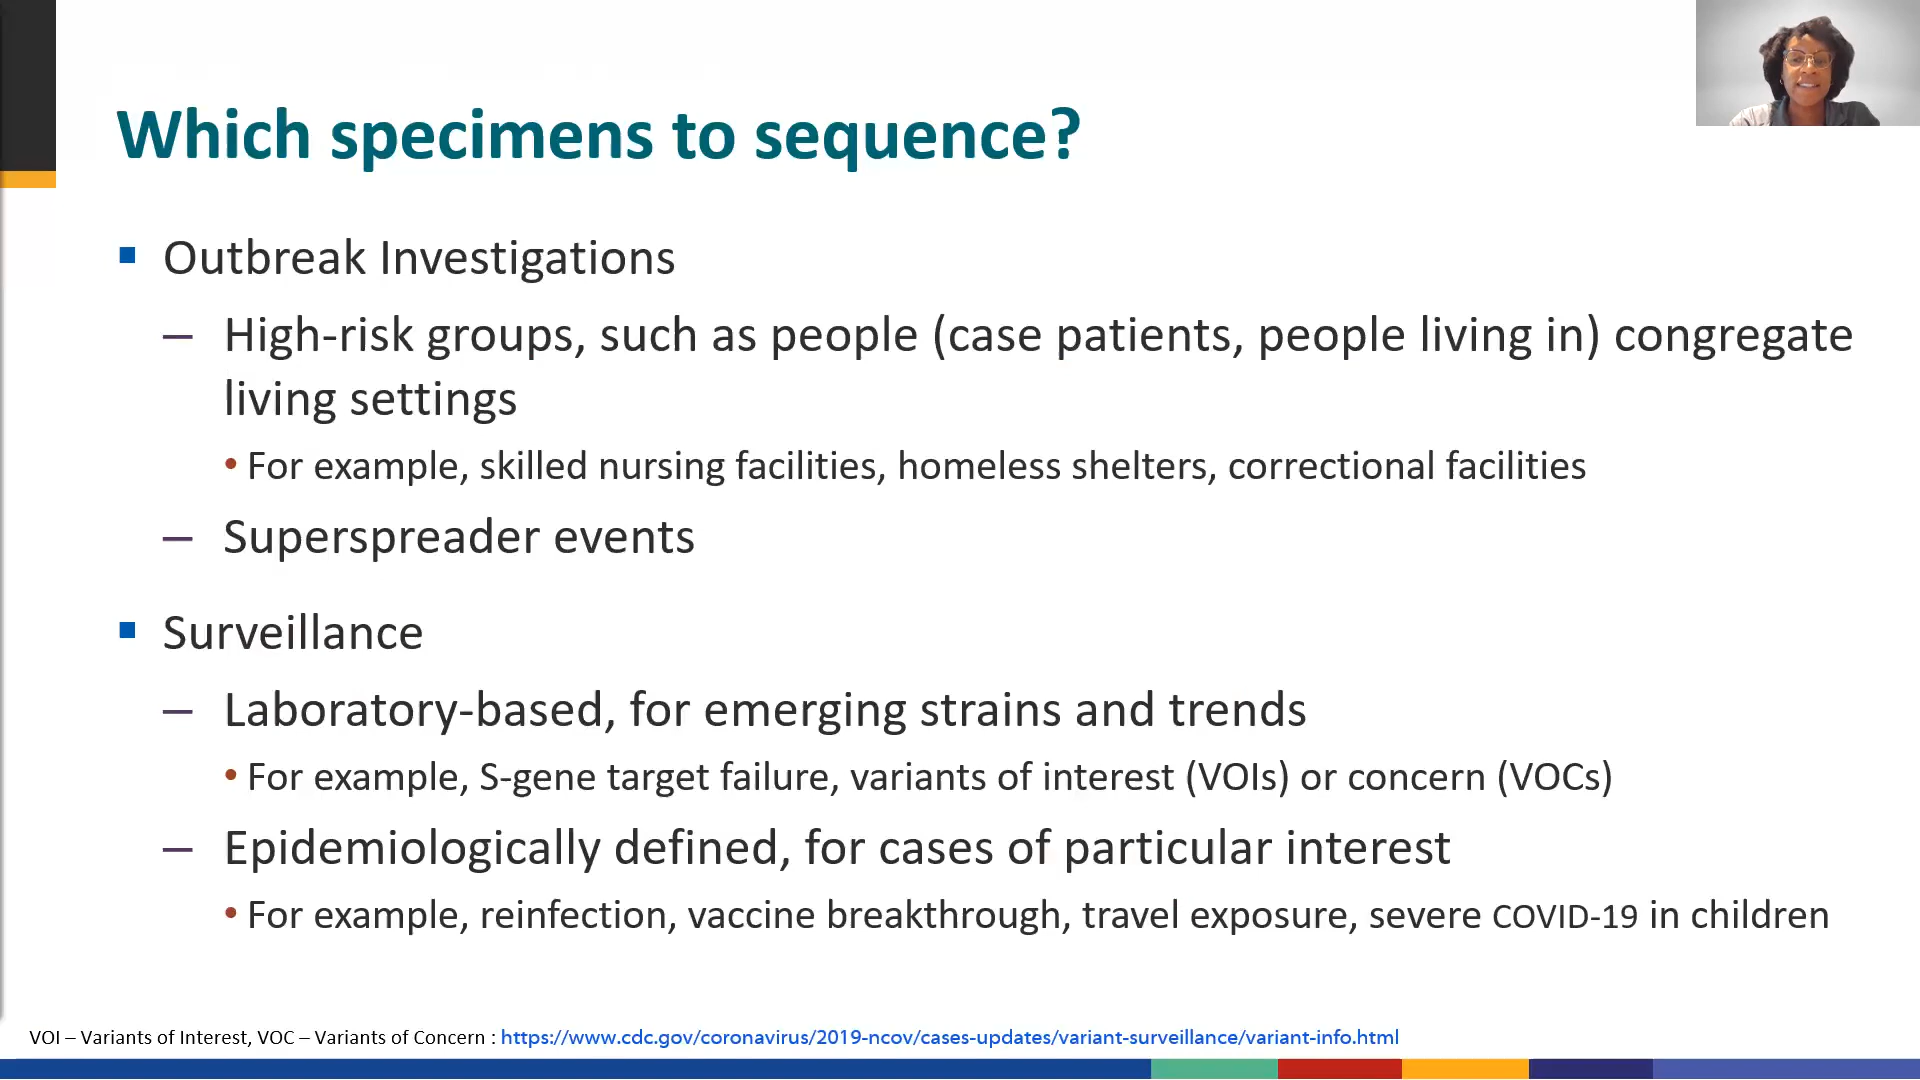 Which specimens to sequence?
▪ Outbreak Investigations
– High-risk groups, such as people (case patients, people living in) congregate
living settings
• For example, skilled nursing facilities, homeless shelters, correctional facilities
– Superspreader events
▪ Surveillance
– Laboratory-based, for emerging strains and trends
• For example, S-gene target failure, variants of interest (VOIs) or concern (VOCs)
– Epidemiologically defined, for cases of particular interest
• For example, reinfection, vaccine breakthrough, travel exposure, severe COVID-19 in children
VOI – Variants of Interest, VOC – Variants of Concern : https://www.cdc.gov/coronavirus/2019-ncov/cases-updates/variant-surveillance/variant-info.html